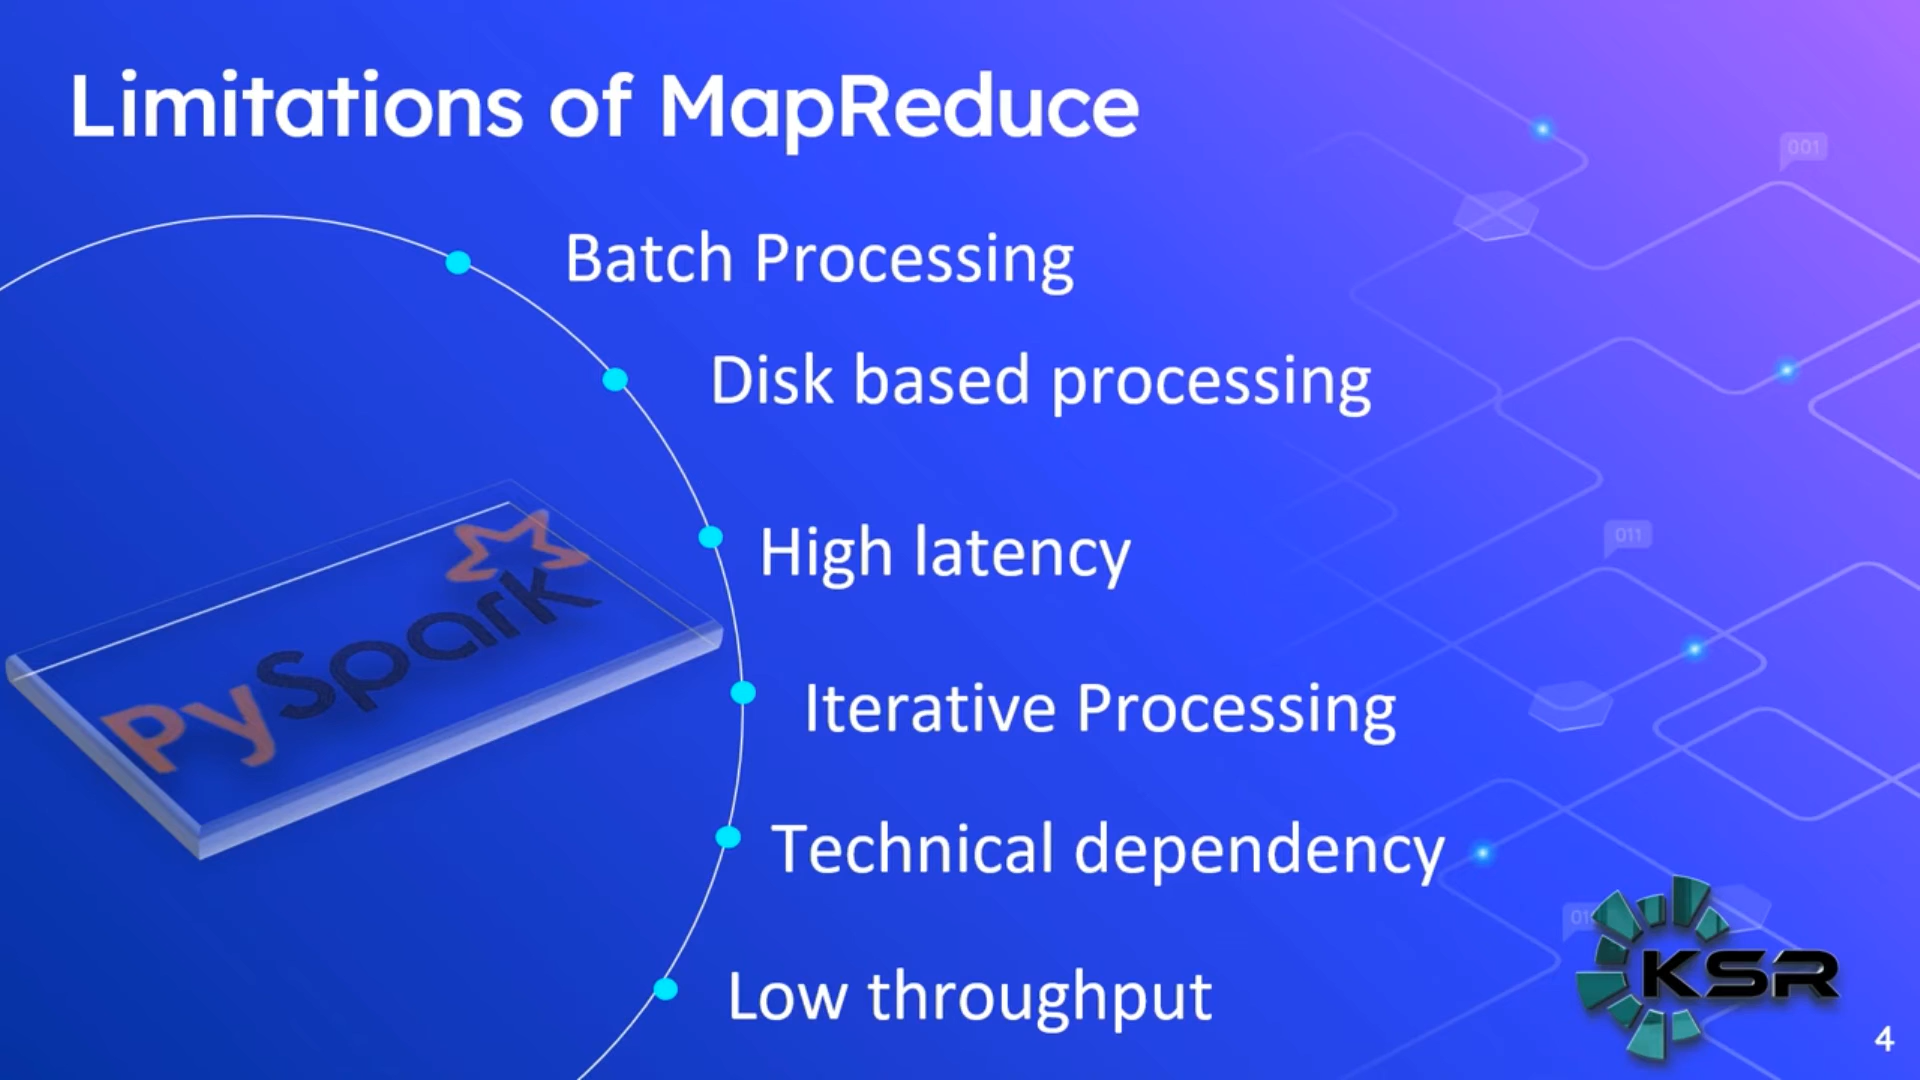 Limitations of MapReduce
001
Batch Processing
Disk based processing
High latency
011
PySpark
Iterative Processing
Technical dependency
Low throughput
KSR
4